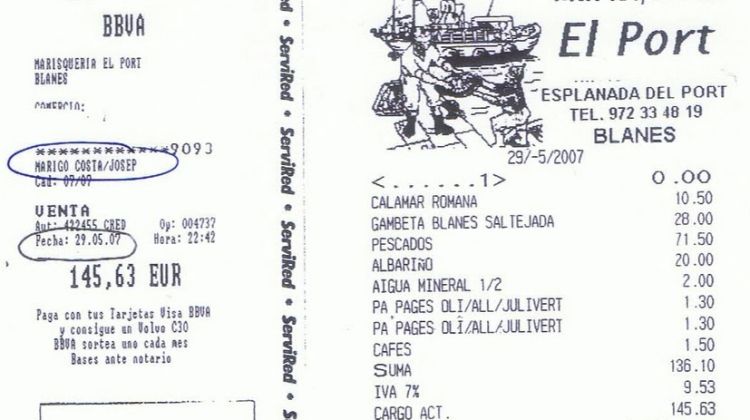 BBVA
MARISQUERIA EL PORT
BLANES
COMERCIO:
************9093
MARIGO COSTA/JOSEP
Cad: 07/07
VENTA
Aut: 422455 CRED Op: 004737
Fecha: 29.05.07 Hora: 22:42
145,63 EUR
Paga con tus Tarjetas Visa BBVA
y consigue un Volvo C30
BBVA sortea uno cada mes
Bases ante notario
ServiRed • ServiRed • ServiRed • ServiRed • ServiRed
El Port
ESPLANADA DEL PORT
TEL. 972 33 48 19
BLANES
29/-5/2007
<......1> 0.00
CALAMAR ROMANA 10.50
GAMBETA BLANES SALTEJADA 28.00
PESCADOS 71.50
ALBARIÑO 20.00
AIGUA MINERAL 1/2 2.00
PA PAGES OLI/ALL/JULIVERT 1.30
PA PAGES OLI/ALL/JULIVERT 1.30
CAFES 1.50
SUMA 136.10
IVA 7% 9.53
CARGO ACT. 145.63